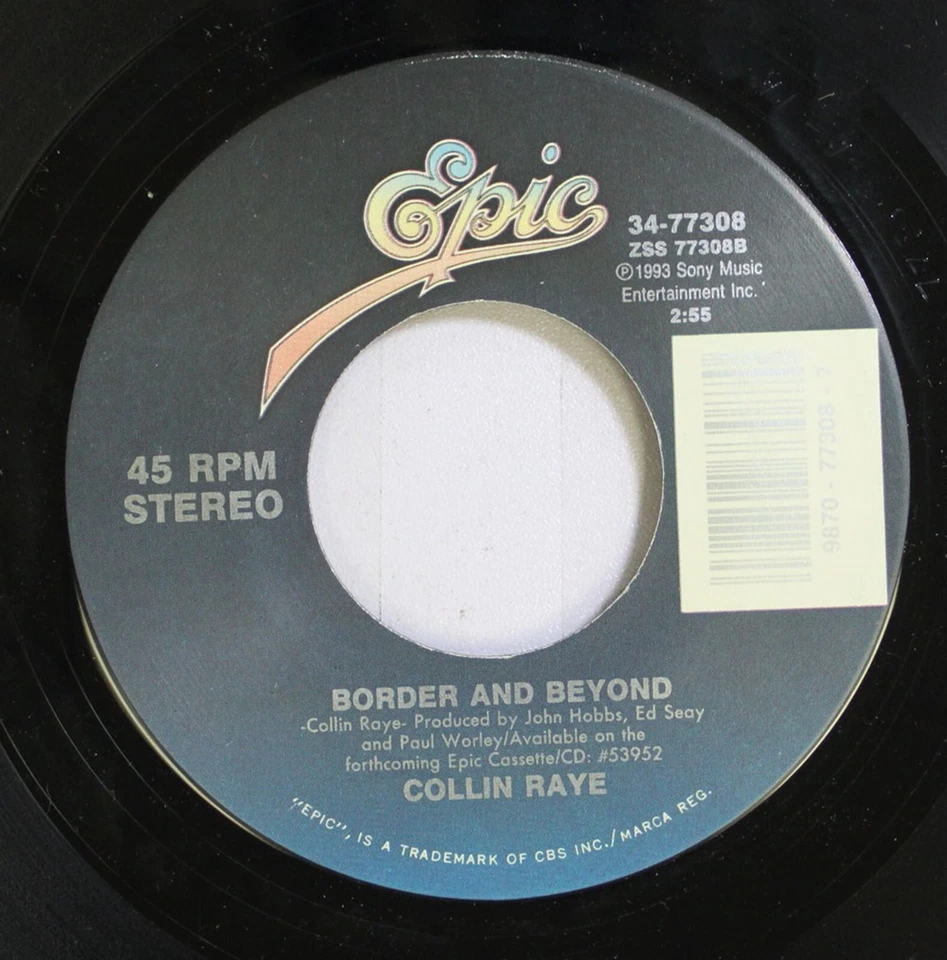 Epic
34-77308
ZSS 77308B
℗1993 Sony Music
Entertainment Inc.
2:55
9870 - 77308 - 7
45 RPM
STEREO
BORDER AND BEYOND
-Collin Raye- Produced by John Hobbs, Ed Seay
and Paul Worley/Available on the
forthcoming Epic Cassette/CD: #53952
COLLIN RAYE
"EPIC", IS A TRADEMARK OF CBS INC./MARCA REG.